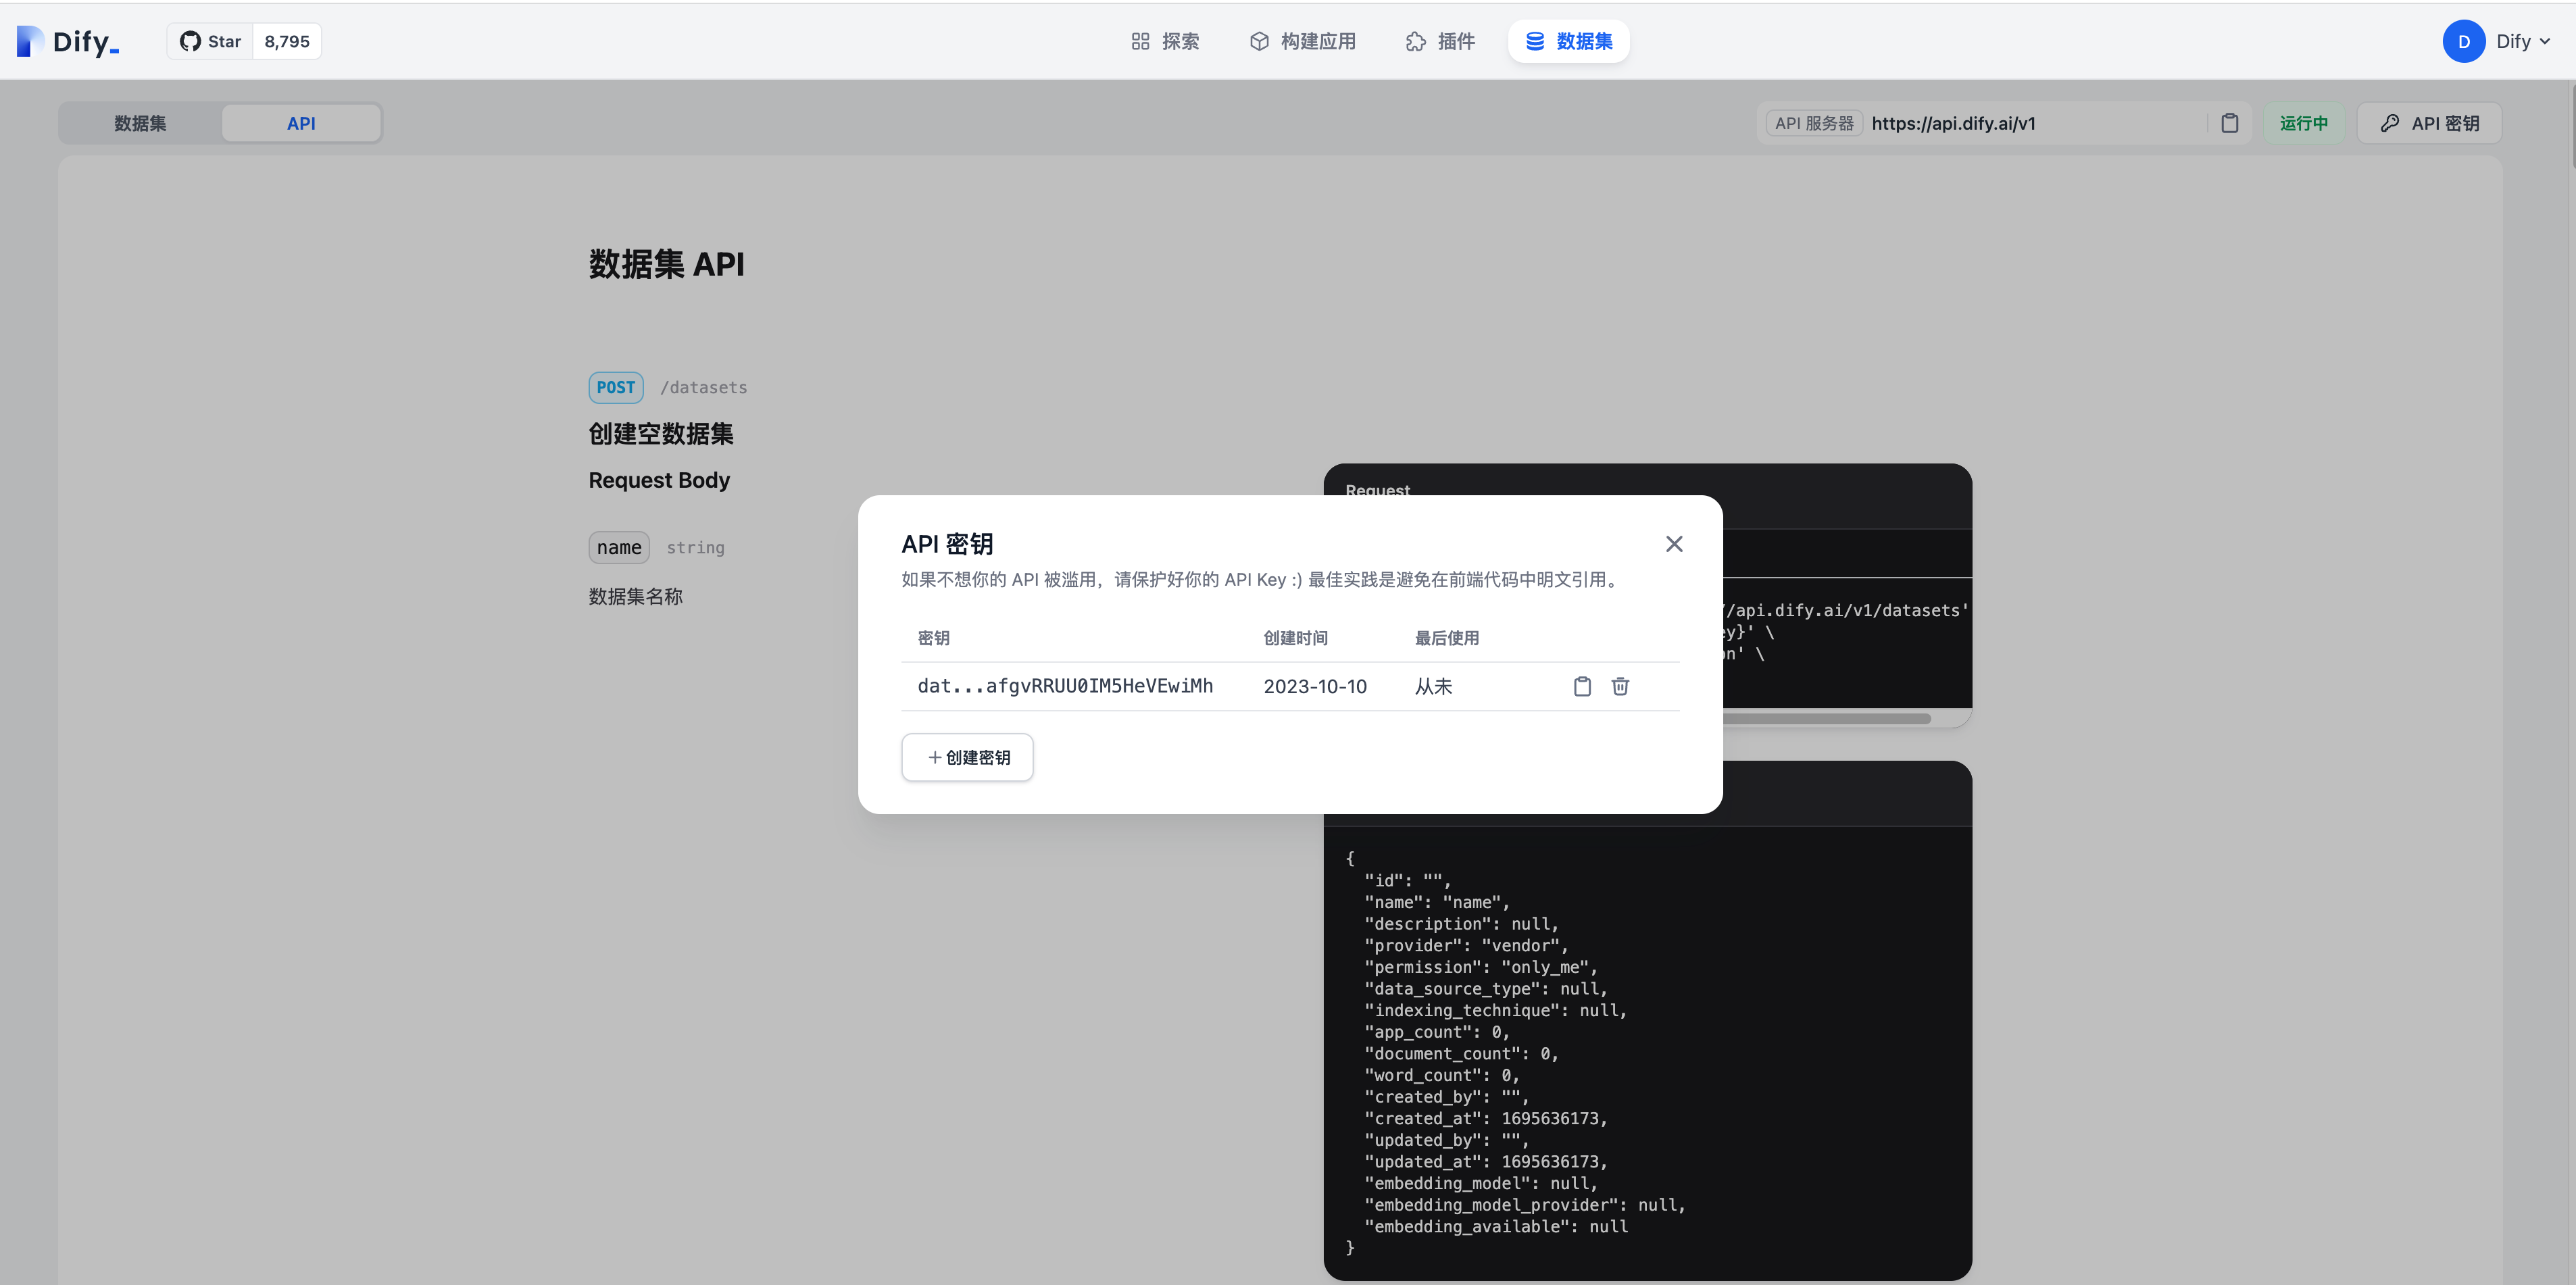 Dify_
Star 8,795
探索
构建应用
插件
数据集
D Dify
数据集 API
API 服务器 https://api.dify.ai/v1
运行中
API 密钥
数据集 API
POST /datasets
创建空数据集
Request Body
name string
数据集名称
Request
/api.dify.ai/v1/datasets'
y}' \
n' \
API 密钥
如果不想你的 API 被滥用，请保护好你的 API Key :) 最佳实践是避免在前端代码中明文引用。
密钥 创建时间 最后使用
dat...afgvRRUU0IM5HeVEwiMh 2023-10-10 从未
+创建密钥
{
"id": "",
"name": "name",
"description": null,
"provider": "vendor",
"permission": "only_me",
"data_source_type": null,
"indexing_technique": null,
"app_count": 0,
"document_count": 0,
"word_count": 0,
"created_by": "",
"created_at": 1695636173,
"updated_by": "",
"updated_at": 1695636173,
"embedding_model": null,
"embedding_model_provider": null,
"embedding_available": null
}